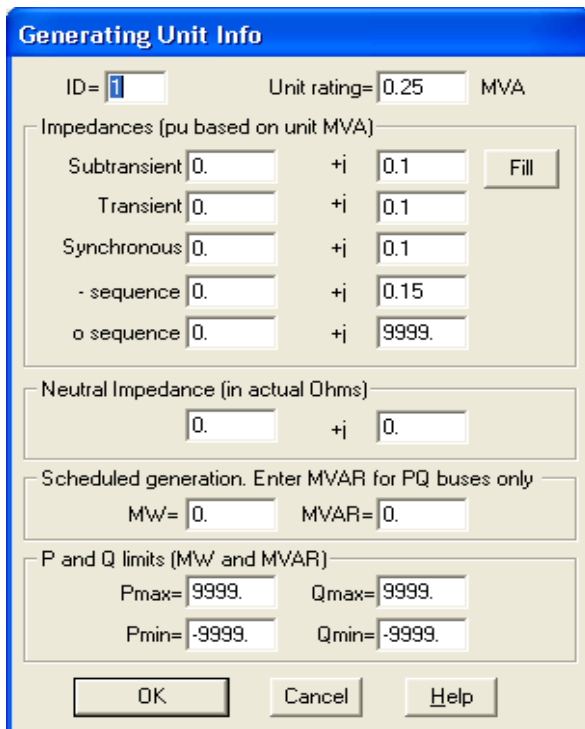 Generating Unit Info
ID= 1 Unit rating= 0.25 MVA
Impedances (pu based on unit MVA)
Subtransient 0. +j 0.1 Fill
Transient 0. +j 0.1
Synchronous 0. +j 0.1
- sequence 0. +j 0.15
o sequence 0. +j 9999.
Neutral Impedance (in actual Ohms)
0. +j 0.
Scheduled generation. Enter MVAR for PQ buses only
MW= 0. MVAR= 0.
P and Q limits (MW and MVAR)
Pmax= 9999. Qmax= 9999.
Pmin= -9999. Qmin= -9999.
OK Cancel Help